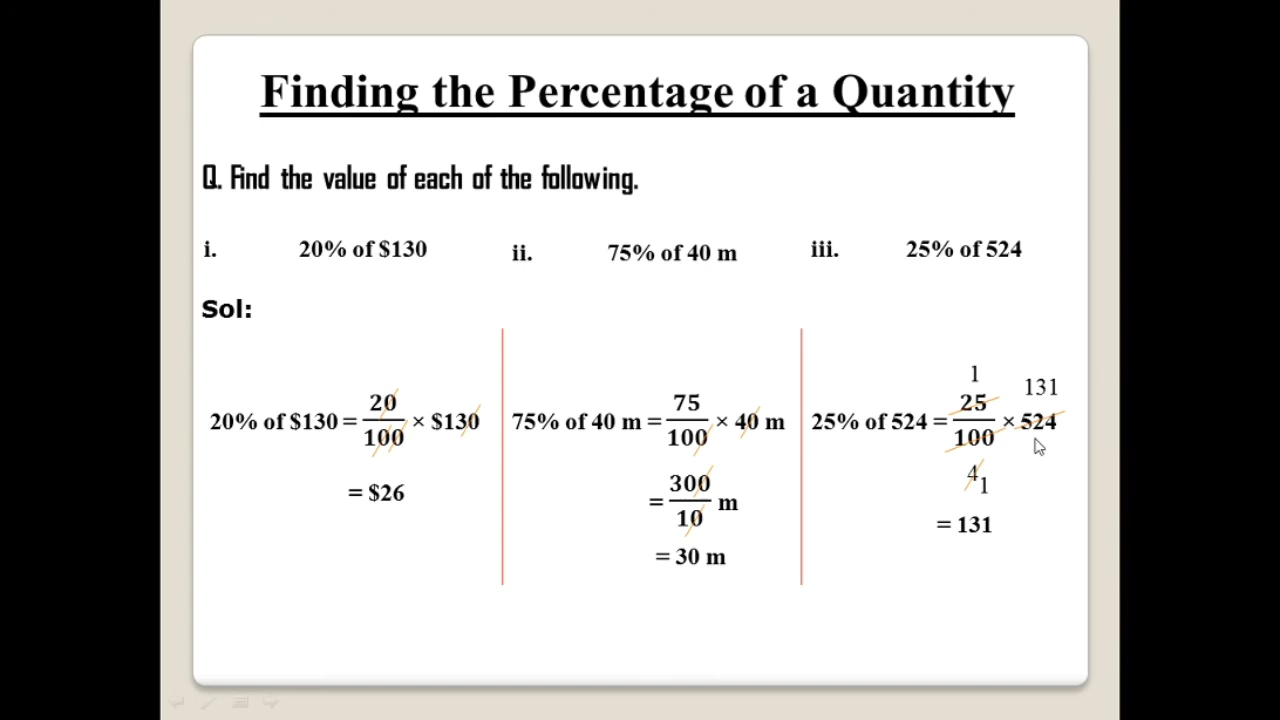 Finding the Percentage of a Quantity
Q. Find the value of each of the following.
i. 20% of $130 ii. 75% of 40 m iii. 25% of 524
Sol:
20% of $130 = 20/100 × $130
= $26
75% of 40 m = 75/100 × 40 m
= 300/10 m
= 30 m
1 131
25% of 524 = 25/100 × 524
4 1
= 131